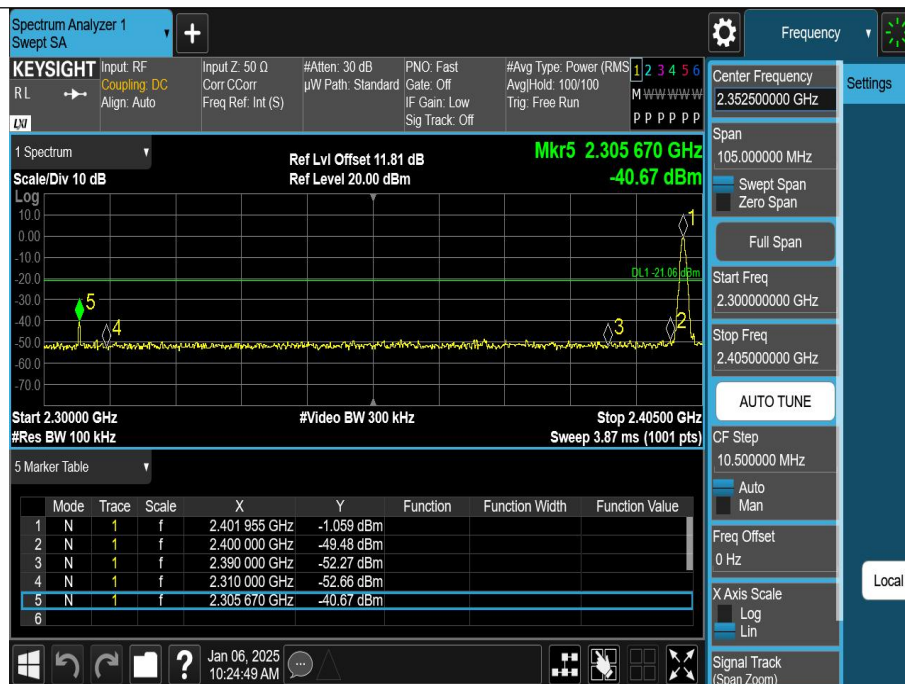 Spectrum Analyzer 1
Swept SA
Frequency
KEYSIGHT
RL
LXI
Input: RF
Coupling: DC
Align: Auto
Input Z: 50 Ω
Corr CCorr
Freq Ref: Int (S)
#Atten: 30 dB
µW Path: Standard
PNO: Fast
Gate: Off
IF Gain: Low
Sig Track: Off
#Avg Type: Power (RMS
Avg|Hold: 100/100
Trig: Free Run
1 2 3 4 5 6
M W W W W W
P P P P P P
1 Spectrum
Scale/Div 10 dB
Ref Lvl Offset 11.81 dB
Ref Level 20.00 dBm
Mkr5 2.305 670 GHz
-40.67 dBm
Log
10.0
0.00
-10.0
-20.0
-30.0
-40.0
-50.0
-60.0
-70.0
1
DL1 -21.06 dBm
5
4
3
2
Start 2.30000 GHz
#Video BW 300 kHz
Stop 2.40500 GHz
#Res BW 100 kHz
Sweep 3.87 ms (1001 pts)
5 Marker Table
Mode Trace Scale X Y Function Function Width Function Value
1 N 1 f 2.401 955 GHz -1.059 dBm
2 N 1 f 2.400 000 GHz -49.48 dBm
3 N 1 f 2.390 000 GHz -52.27 dBm
4 N 1 f 2.310 000 GHz -52.66 dBm
5 N 1 f 2.305 670 GHz -40.67 dBm
6
Jan 06, 2025
10:24:49 AM
Center Frequency
2.352500000 GHz
Span
105.000000 MHz
Swept Span
Zero Span
Full Span
Start Freq
2.300000000 GHz
Stop Freq
2.405000000 GHz
AUTO TUNE
CF Step
10.500000 MHz
Auto
Man
Freq Offset
0 Hz
X Axis Scale
Log
Lin
Signal Track
(Span Zoom)
Settings
Local